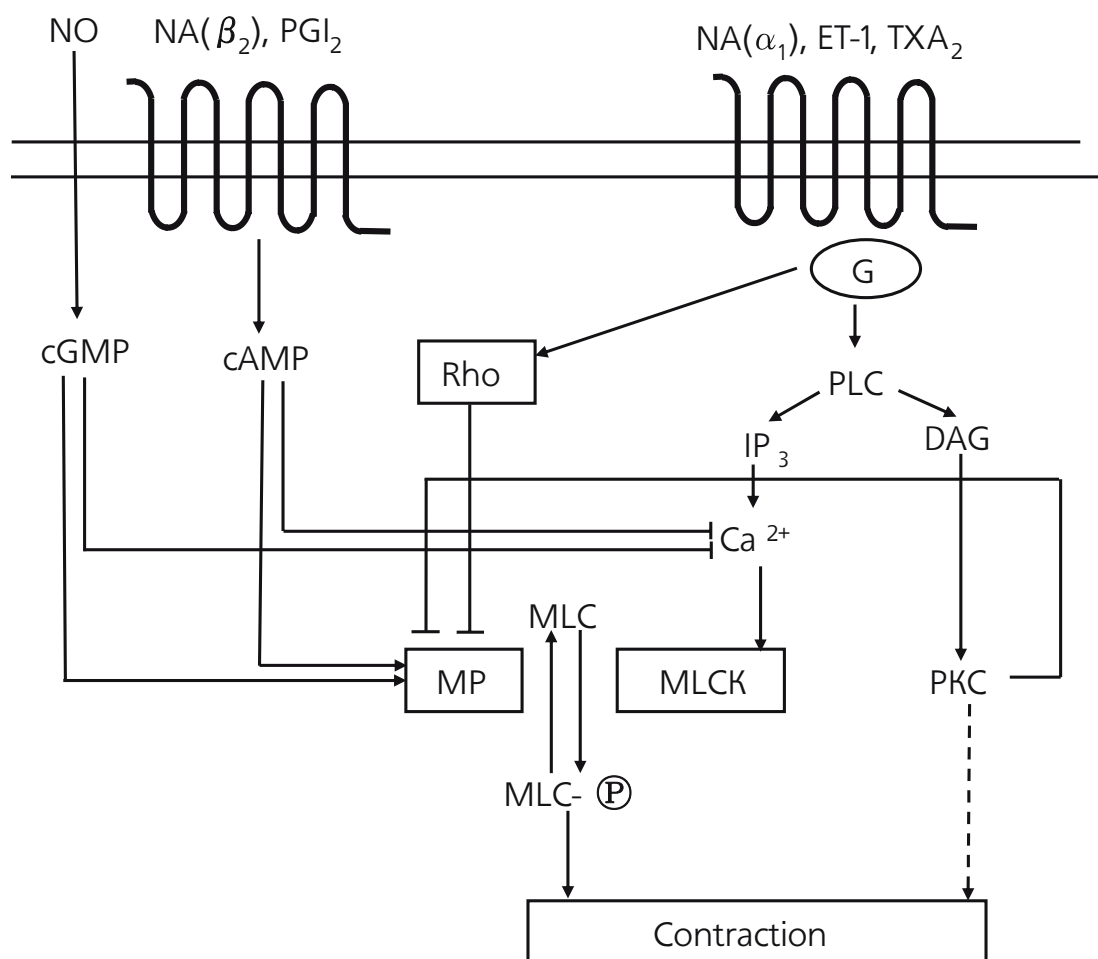 NO
NA(β₂), PGI₂
NA(α₁), ET-1, TXA₂
G
cGMP
cAMP
Rho
PLC
IP₃
DAG
Ca²⁺
MLC
MP
MLCK
PKC
MLC- Ⓟ
Contraction